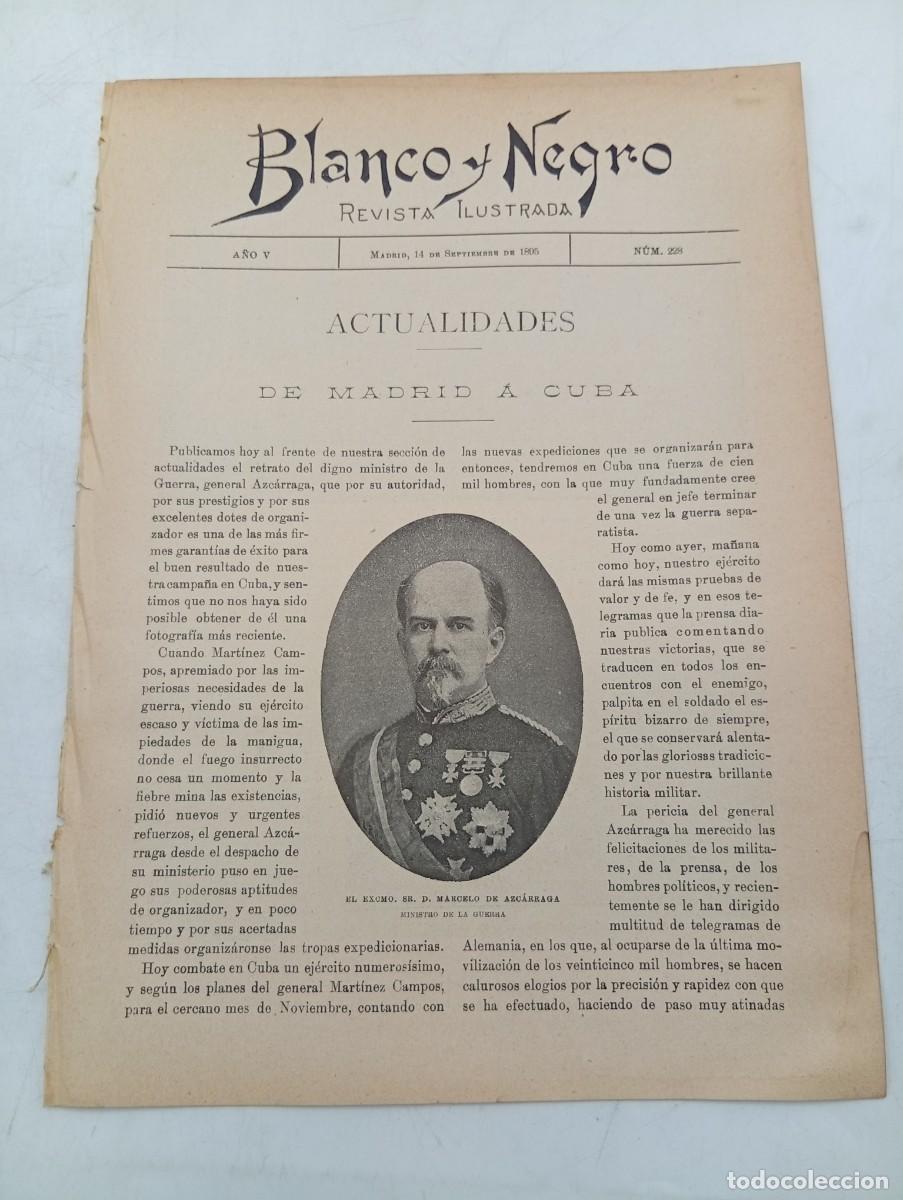 Blanco y Negro
REVISTA ILUSTRADA
AÑO V
MADRID, 14 DE SEPTIEMBRE DE 1895
NÚM. 228
ACTUALIDADES
DE MADRID Á CUBA
Publicamos hoy al frente de nuestra sección de
actualidades el retrato del digno ministro de la
Guerra, general Azcárraga, que por su autoridad,
por sus prestigios y por sus
excelentes dotes de organi-
zador es una de las más fir-
mes garantías de éxito para
el buen resultado de nues-
tra campaña en Cuba, y sen-
timos que no nos haya sido
posible obtener de él una
fotografía más reciente.
Cuando Martínez Cam-
pos, apremiado por las im-
periosas necesidades de la
guerra, viendo su ejército
escaso y víctima de las im-
piedades de la manigua,
donde el fuego insurrecto
no cesa un momento y la
fiebre mina las existencias,
pidió nuevos y urgentes
refuerzos, el general Azcá-
rraga desde el despacho de
su ministerio puso en jue-
go sus poderosas aptitudes
de organizador, y en poco
tiempo y por sus acertadas
medidas organizáronse las tropas expedicionarias.
Hoy combate en Cuba un ejército numerosísimo,
y según los planes del general Martínez Campos,
para el cercano mes de Noviembre, contando con
EL EXCMO. SR. D. MARCELO DE AZCÁRRAGA
MINISTRO DE LA GUERRA
las nuevas expediciones que se organizarán para
entonces, tendremos en Cuba una fuerza de cien
mil hombres, con la que muy fundadamente cree
el general en jefe terminar
de una vez la guerra sepa-
ratista.
Hoy como ayer, mañana
como hoy, nuestro ejército
dará las mismas pruebas de
valor y de fe, y en esos te-
legramas que la prensa dia-
ria publica comentando
nuestras victorias, que se
traducen en todos los en-
cuentros con el enemigo,
palpita en el soldado el es-
píritu bizarro de siempre,
el que se conservará alenta-
do por las gloriosas tradicio-
nes y por nuestra brillante
historia militar.
La pericia del general
Azcárraga ha merecido las
felicitaciones de los milita-
res, de la prensa, de los
hombres políticos, y recien-
temente se le han dirigido
multitud de telegramas de
Alemania, en los que, al ocuparse de la última mo-
vilización de los veinticinco mil hombres, se hacen
calurosos elogios por la precisión y rapidez con que
se ha efectuado, haciendo de paso muy atinadas
todocoleccion